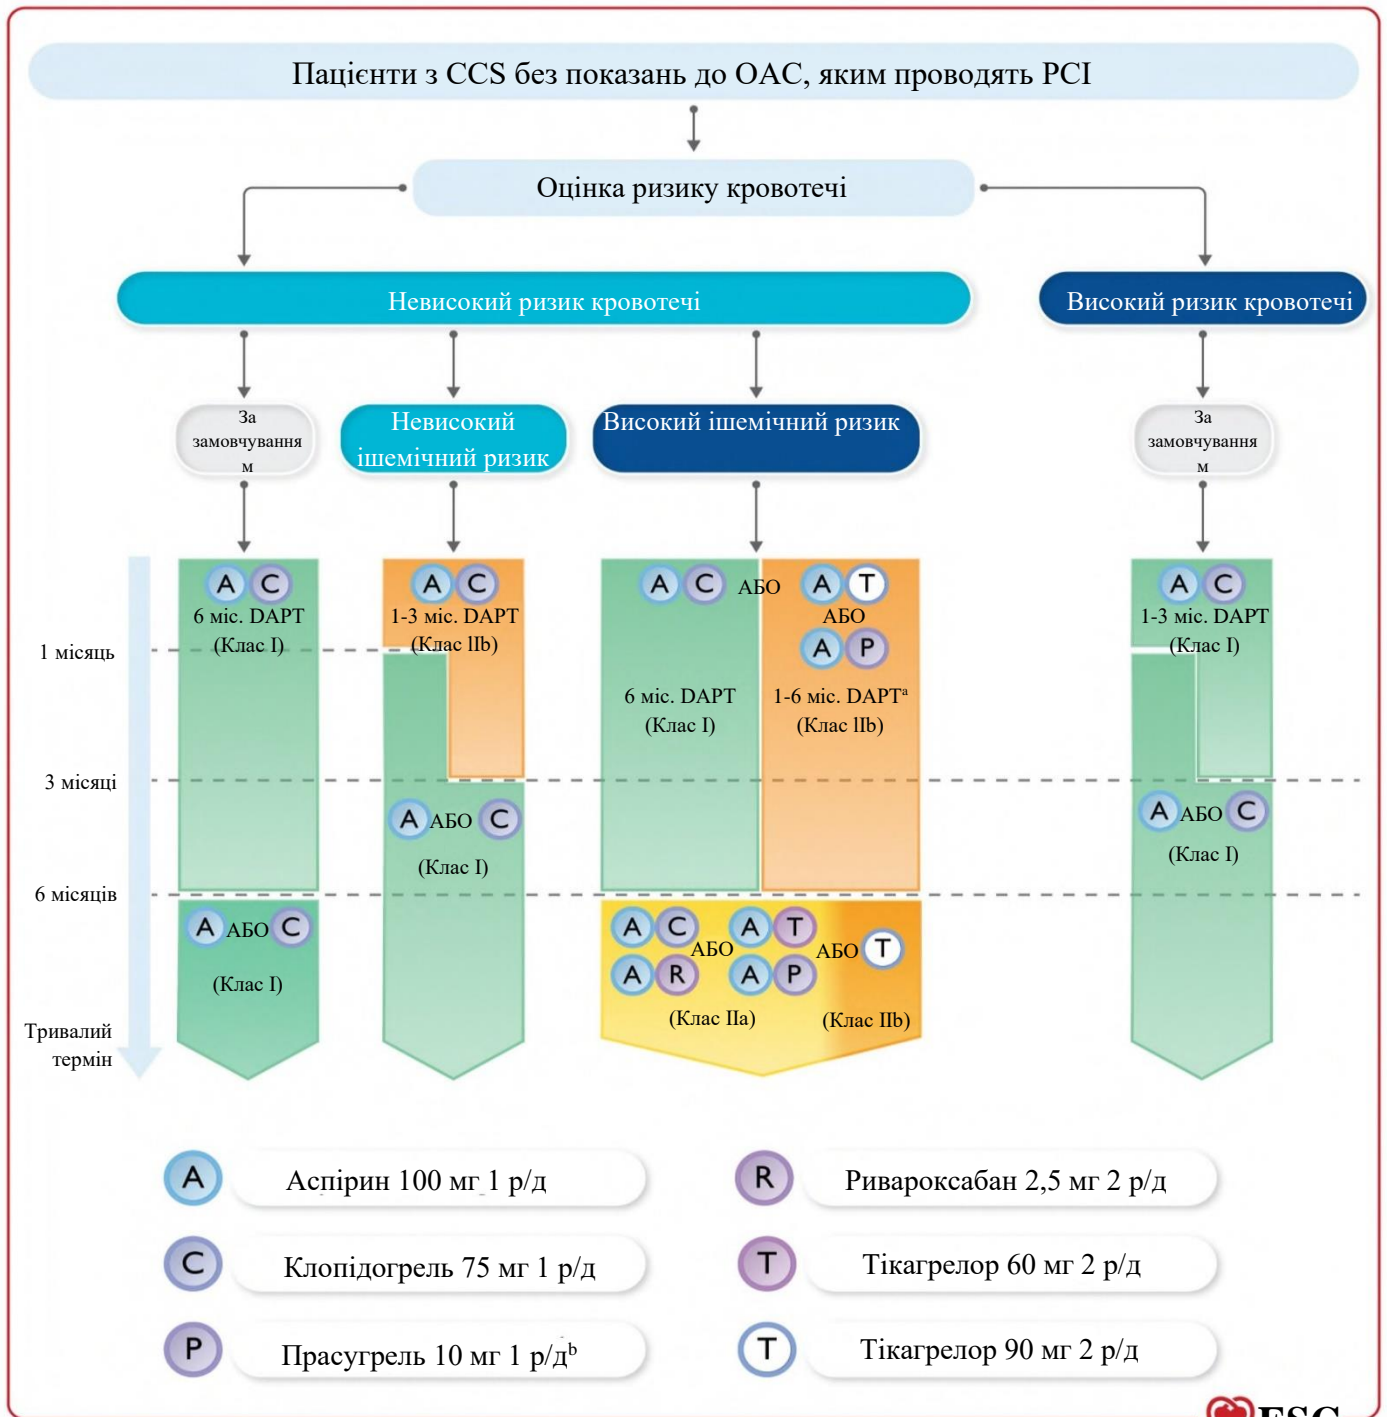 Пацієнти з CCS без показань до ОАС, яким проводять PCI
Оцінка ризику кровотечі
Невисокий ризик кровотечі
Високий ризик кровотечі
За
замовчування
м
Невисокий
ішемічний ризик
Високий ішемічний ризик
За
замовчування
м
A C
6 міс. DAPT
(Клас I)
A C
1-3 міс. DAPT
(Клас IIb)
A C АБО A T
АБО
A P
6 міс. DAPT
(Клас I)
1-6 міс. DAPTᵃ
(Клас IIb)
A C
1-3 міс. DAPT
(Клас I)
1 місяць
3 місяці
A АБО C
(Клас I)
A АБО C
(Клас I)
6 місяців
A АБО C
(Клас I)
A C АБО A T АБО T
A R A P
(Клас IIa)
(Клас IIb)
Тривалий
термін
A Аспірин 100 мг 1 р/д
R Ривароксабан 2,5 мг 2 р/д
C Клопідогрель 75 мг 1 р/д
T Тікагрелор 60 мг 2 р/д
P Прасугрель 10 мг 1 р/дᵇ
T Тікагрелор 90 мг 2 р/д
ESC